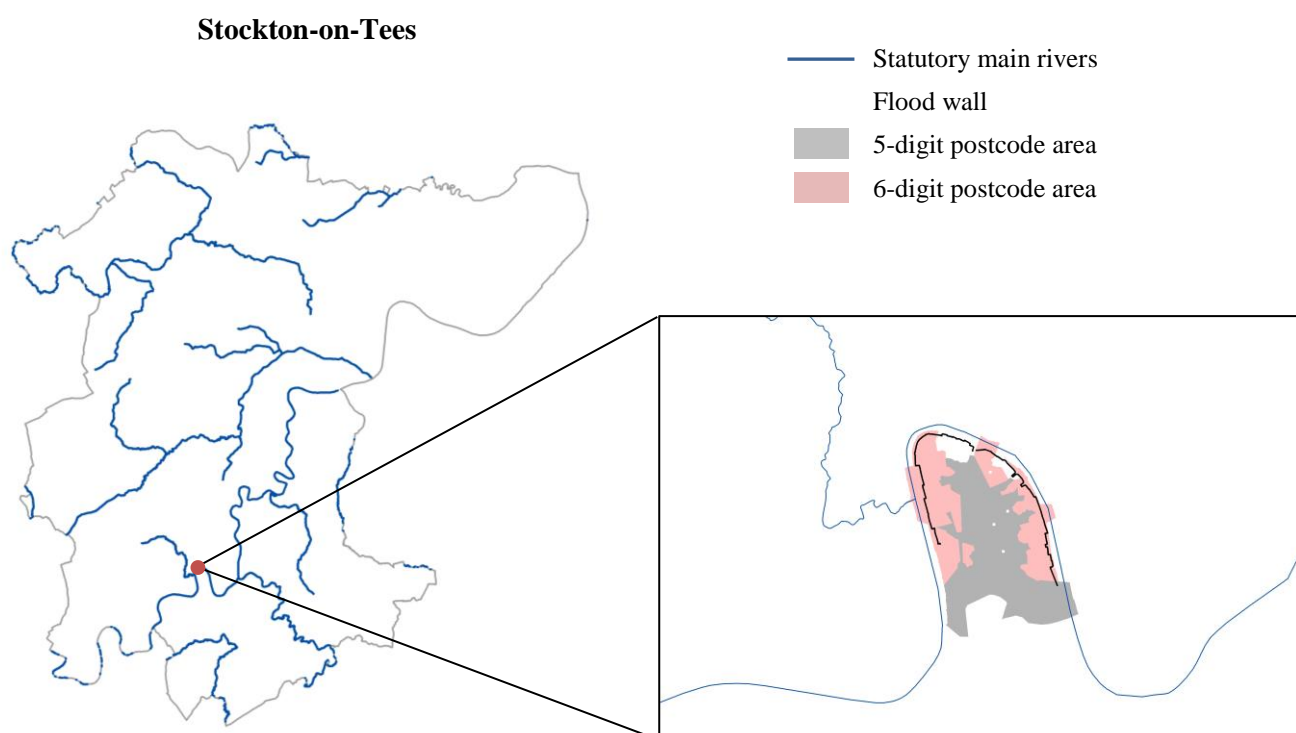 Stockton-on-Tees
Statutory main rivers
Flood wall
5-digit postcode area
6-digit postcode area